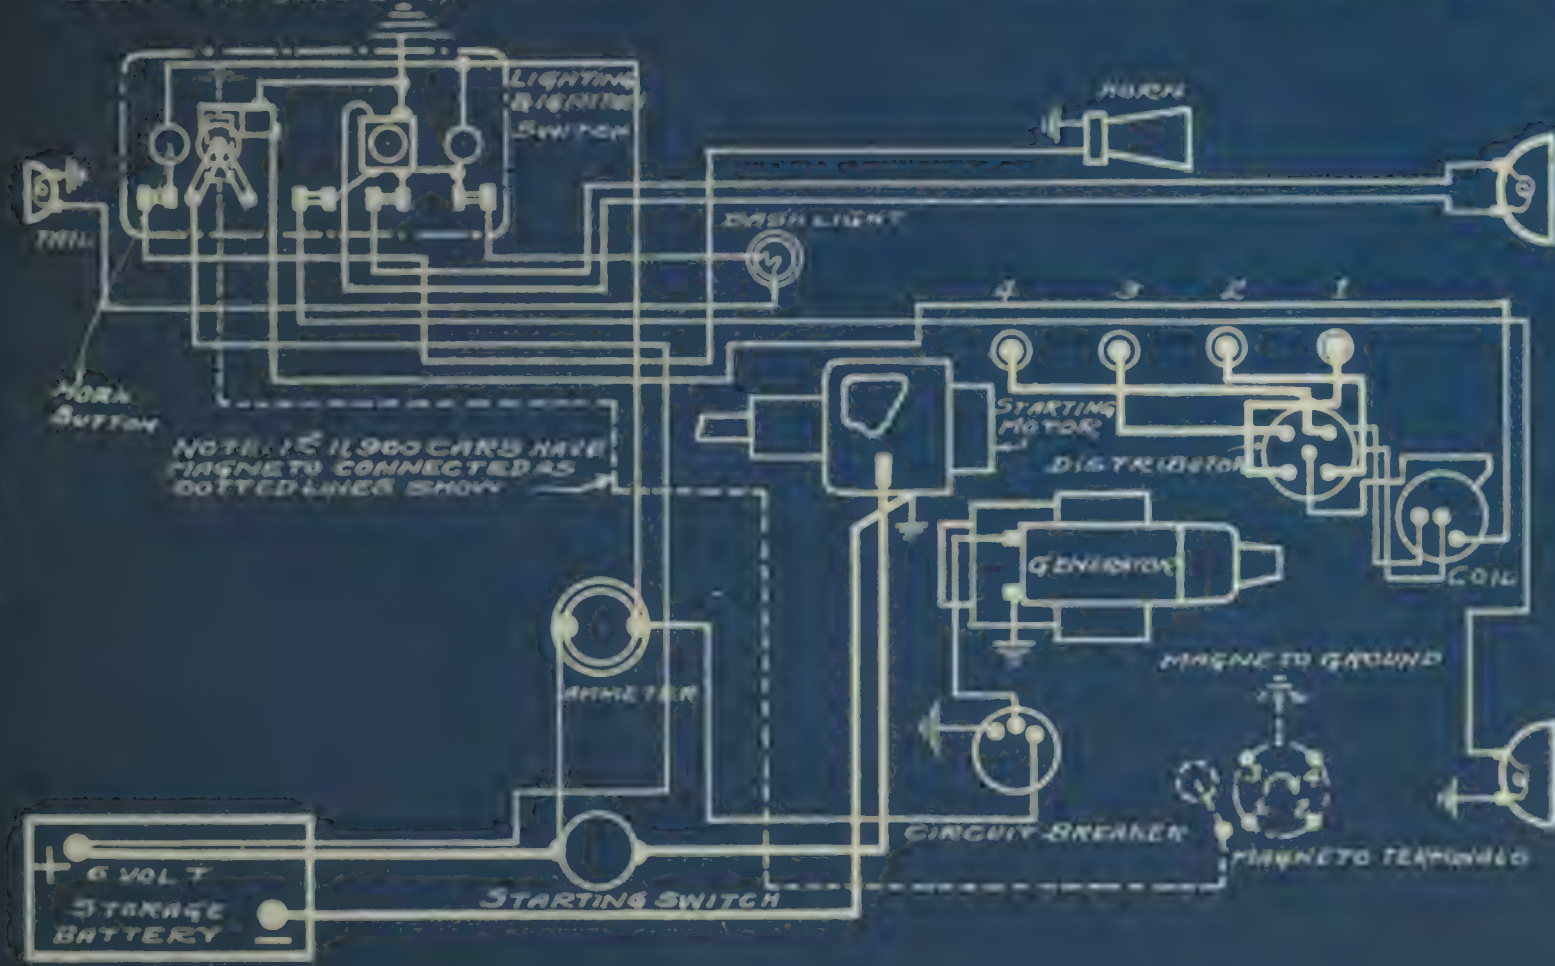 LIGHTING
& IGNITION
SWITCH
HORN
TAIL
DASH LIGHT
4 3 2 1
HORN
BUTTON
STARTING
MOTOR
NOTE: 1ST 11,900 CARS HAVE
MAGNETO CONNECTED AS
DOTTED LINES SHOW
DISTRIBUTOR
GENERATOR
COIL
MAGNETO GROUND
AMMETER
CIRCUIT-BREAKER
MAGNETO TERMINALS
+ 6 VOLT
STORAGE
BATTERY -
STARTING SWITCH